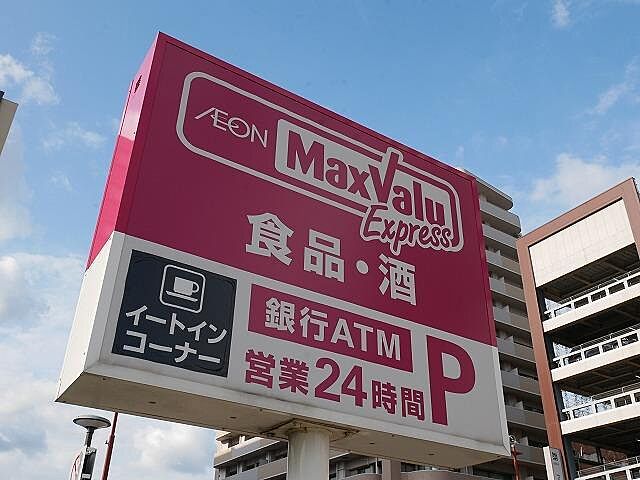 ÆON MaxValu
Express
食品・酒
イートイン
コーナー
銀行ATM
営業24時間
P